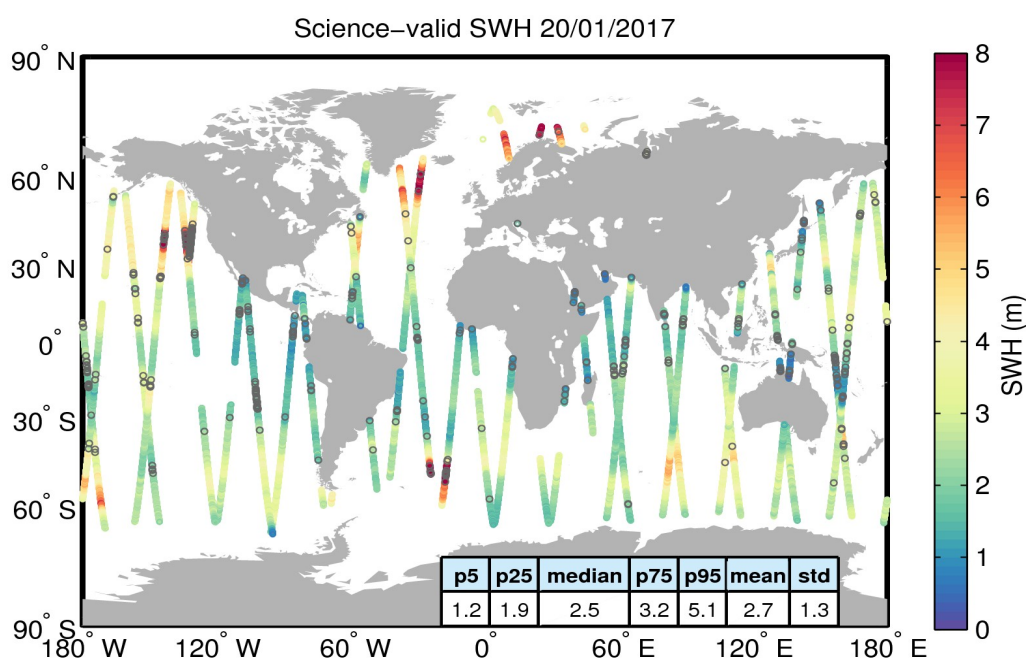 Science−valid SWH 20/01/2017
90° N
60° N
30° N
0°
30° S
60° S
90° S
180° W
120° W
60° W
0°
60° E
120° E
180° E
p5 p25 median p75 p95 mean std
1.2 1.9 2.5 3.2 5.1 2.7 1.3
8
7
6
5
4
3
2
1
0
SWH (m)